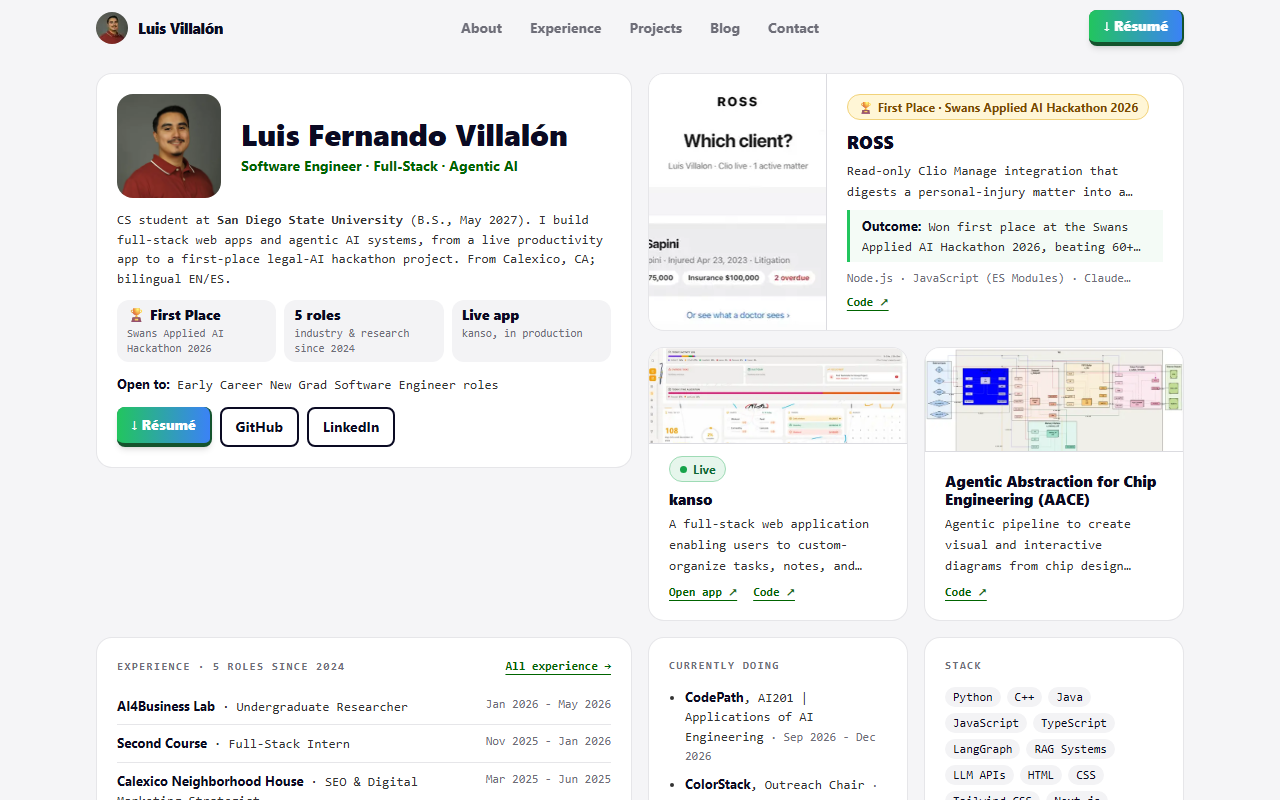 Luis Villalón
About Experience Projects Blog Contact
↓ Résumé
Luis Fernando Villalón
Software Engineer · Full-Stack · Agentic AI
CS student at San Diego State University (B.S., May 2027). I build
full-stack web apps and agentic AI systems, from a live productivity
app to a first-place legal-AI hackathon project. From Calexico, CA;
bilingual EN/ES.
🏆 First Place
Swans Applied AI
Hackathon 2026
5 roles
industry & research
since 2024
Live app
kanso, in production
Open to: Early Career New Grad Software Engineer roles
↓ Résumé
GitHub
LinkedIn
ROSS
Which client?
Luis Villalon · Clio live · 1 active matter
Sapini
pini · Injured Apr 23, 2023 · Litigation
75,000 Insurance $100,000 2 overdue
Or see what a doctor sees ›
🏆 First Place · Swans Applied AI Hackathon 2026
ROSS
Read-only Clio Manage integration that
digests a personal-injury matter into a…
Outcome: Won first place at the Swans
Applied AI Hackathon 2026, beating 60+…
Node.js · JavaScript (ES Modules) · Claude…
Code ↗
108
Live
kanso
A full-stack web application
enabling users to custom-
organize tasks, notes, and…
Open app ↗ Code ↗
Agentic Abstraction for Chip
Engineering (AACE)
Agentic pipeline to create
visual and interactive
diagrams from chip design…
Code ↗
EXPERIENCE · 5 ROLES SINCE 2024
All experience →
AI4Business Lab · Undergraduate Researcher
Jan 2026 - May 2026
Second Course · Full-Stack Intern
Nov 2025 - Jan 2026
Calexico Neighborhood House · SEO & Digital
Marketing Strategist
Mar 2025 - Jun 2025
CURRENTLY DOING
• CodePath, AI201 |
Applications of AI
Engineering · Sep 2026 - Dec
2026
• ColorStack, Outreach Chair ·
STACK
Python C++ Java
JavaScript TypeScript
LangGraph RAG Systems
LLM APIs HTML CSS
Tailwind CSS Next.js